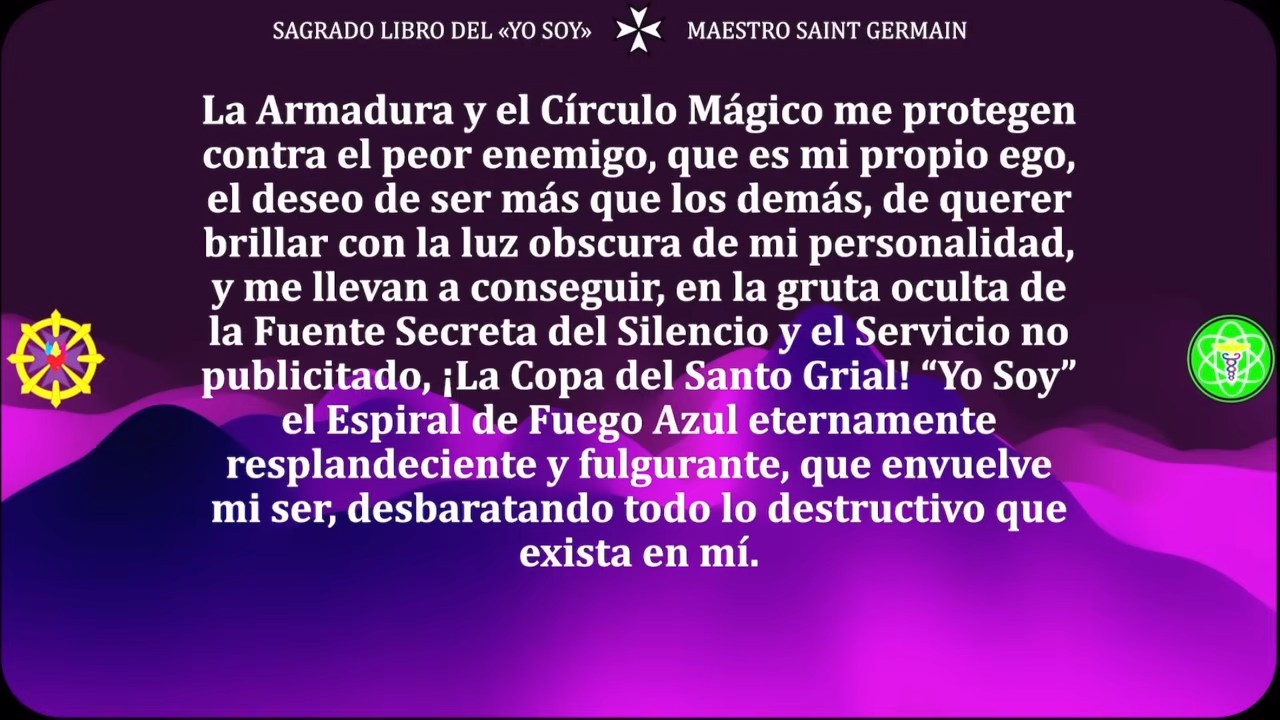 SAGRADO LIBRO DEL «YO SOY» MAESTRO SAINT GERMAIN
La Armadura y el Círculo Mágico me protegen
contra el peor enemigo, que es mi propio ego,
el deseo de ser más que los demás, de querer
brillar con la luz obscura de mi personalidad,
y me llevan a conseguir, en la gruta oculta de
la Fuente Secreta del Silencio y el Servicio no
publicitado, ¡La Copa del Santo Grial! “Yo Soy”
el Espiral de Fuego Azul eternamente
resplandeciente y fulgurante, que envuelve
mi ser, desbaratando todo lo destructivo que
exista en mí.